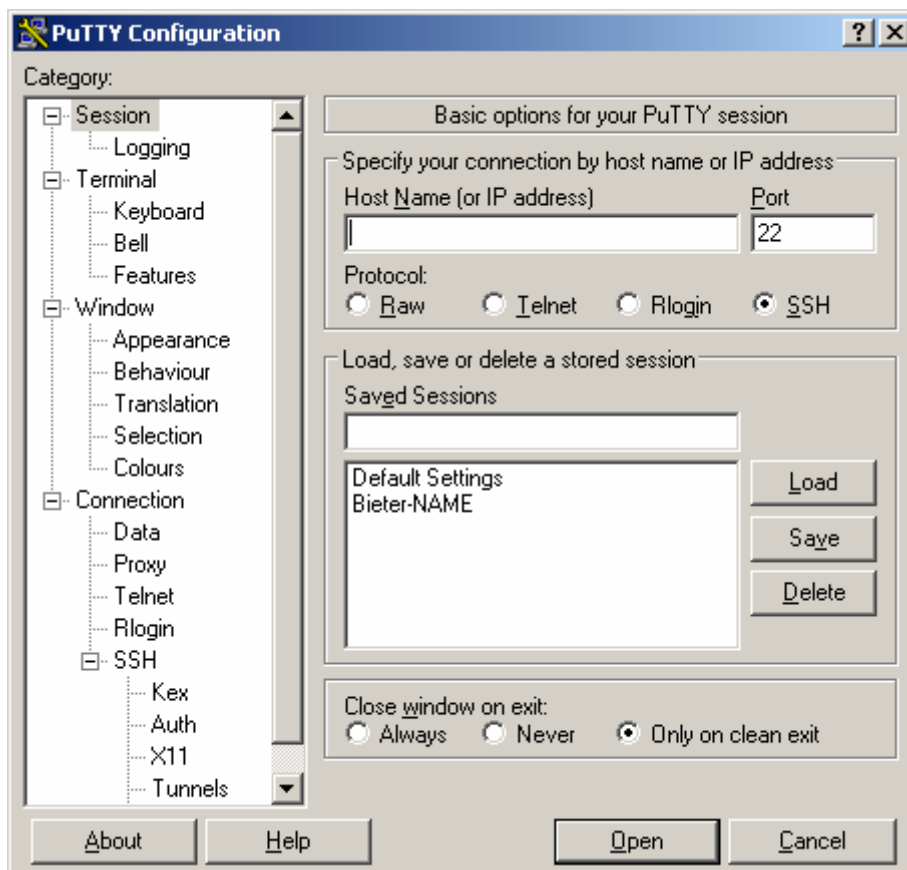 PuTTY Configuration
Category:
Session
Logging
Terminal
Keyboard
Bell
Features
Window
Appearance
Behaviour
Translation
Selection
Colours
Connection
Data
Proxy
Telnet
Rlogin
SSH
Kex
Auth
X11
Tunnels
Basic options for your PuTTY session
Specify your connection by host name or IP address
Host Name (or IP address) Port
22
Protocol:
Raw Telnet Rlogin SSH
Load, save or delete a stored session
Saved Sessions
Default Settings
Bieter-NAME
Load
Save
Delete
Close window on exit:
Always Never Only on clean exit
About Help Open Cancel